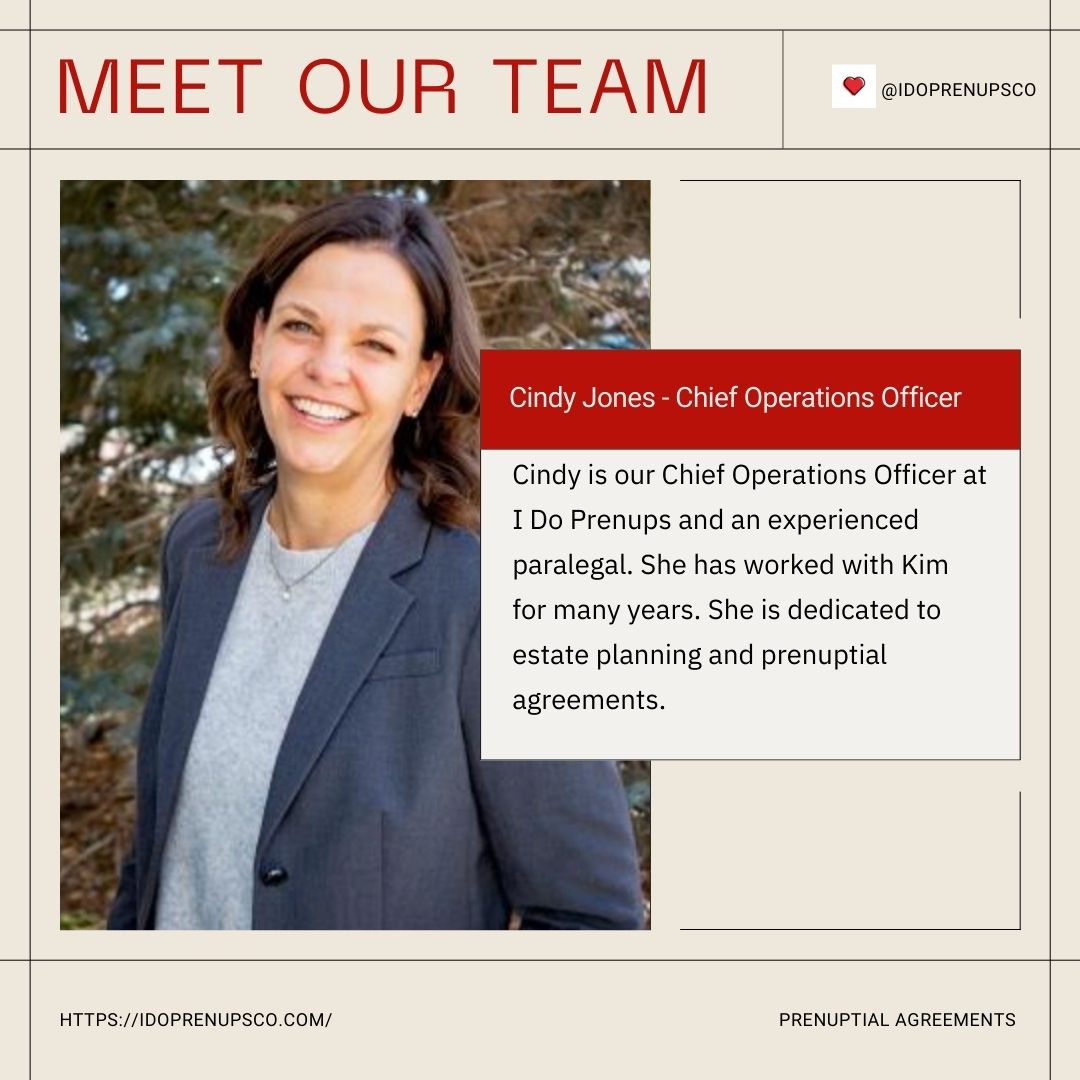 MEET OUR TEAM
@IDOPRENUPSCO
Cindy Jones - Chief Operations Officer
Cindy is our Chief Operations Officer at
I Do Prenups and an experienced
paralegal. She has worked with Kim
for many years. She is dedicated to
estate planning and prenuptial
agreements.
HTTPS://IDOPRENUPSCO.COM/
PRENUPTIAL AGREEMENTS